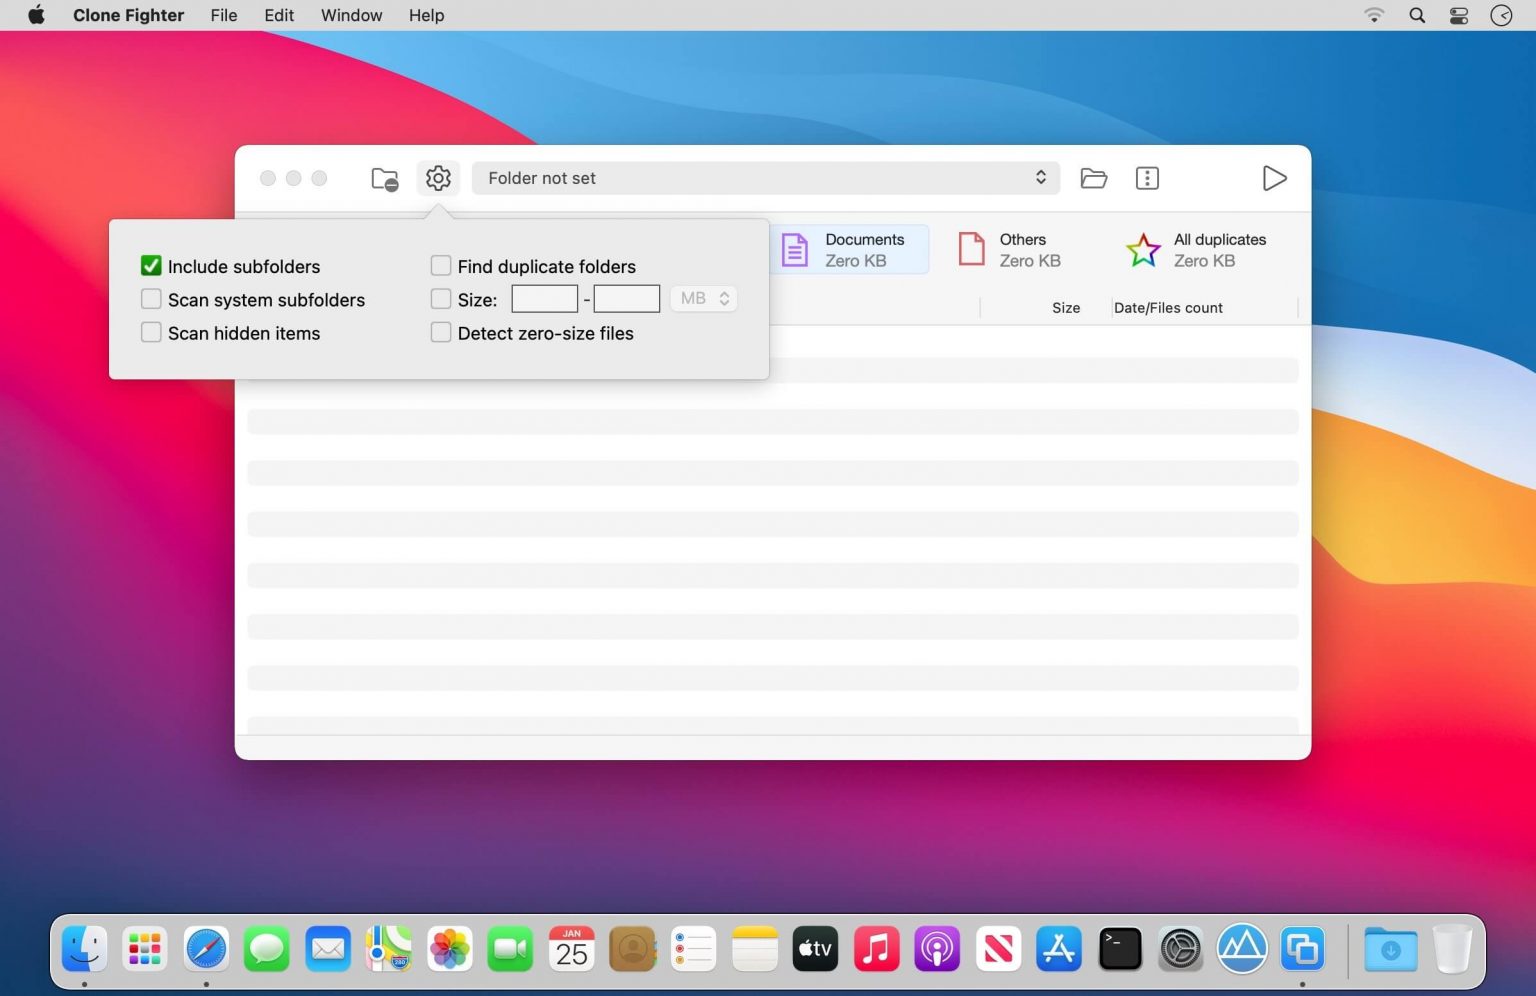 Clone Fighter File Edit Window Help
Folder not set
Include subfolders
Scan system subfolders
Scan hidden items
Find duplicate folders
Size: - MB
Detect zero-size files
Documents
Zero KB
Others
Zero KB
All duplicates
Zero KB
Size Date/Files count
280
JAN
25
tv
>_